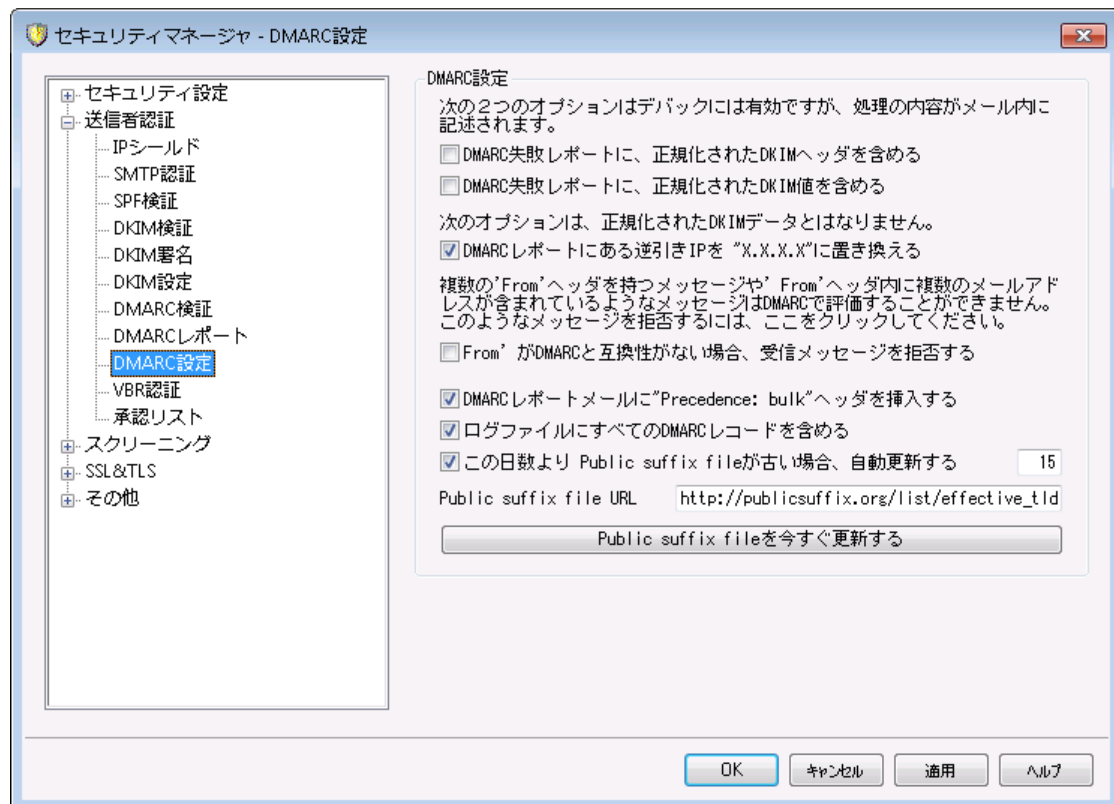 セキュリティマネージャ - DMARC設定
セキュリティ設定
送信者認証
IPシールド
SMTP認証
SPF検証
DKIM検証
DKIM署名
DKIM設定
DMARC検証
DMARCレポート
DMARC設定
VBR認証
承認リスト
スクリーニング
SSL&TLS
その他
DMARC設定
次の２つのオプションはデバックには有効ですが、処理の内容がメール内に
記述されます。
DMARC失敗レポートに、正規化されたDKIMヘッダを含める
DMARC失敗レポートに、正規化されたDKIM値を含める
次のオプションは、正規化されたDKIMデータとはなりません。
DMARCレポートにある逆引きIPを "X.X.X.X"に置き換える
複数の'From'ヘッダを持つメッセージや' From'ヘッダ内に複数のメールアド
レスが含まれているようなメッセージはDMARCで評価することができません。
このようなメッセージを拒否するには、ここをクリックしてください。
From' がDMARCと互換性がない場合、受信メッセージを拒否する
DMARCレポートメールに"Precedence: bulk"ヘッダを挿入する
ログファイルにすべてのDMARCレコードを含める
この日数より Public suffix fileが古い場合、自動更新する 15
Public suffix file URL http://publicsuffix.org/list/effective_tld
Public suffix fileを今すぐ更新する
OK キャンセル 適用 ヘルプ